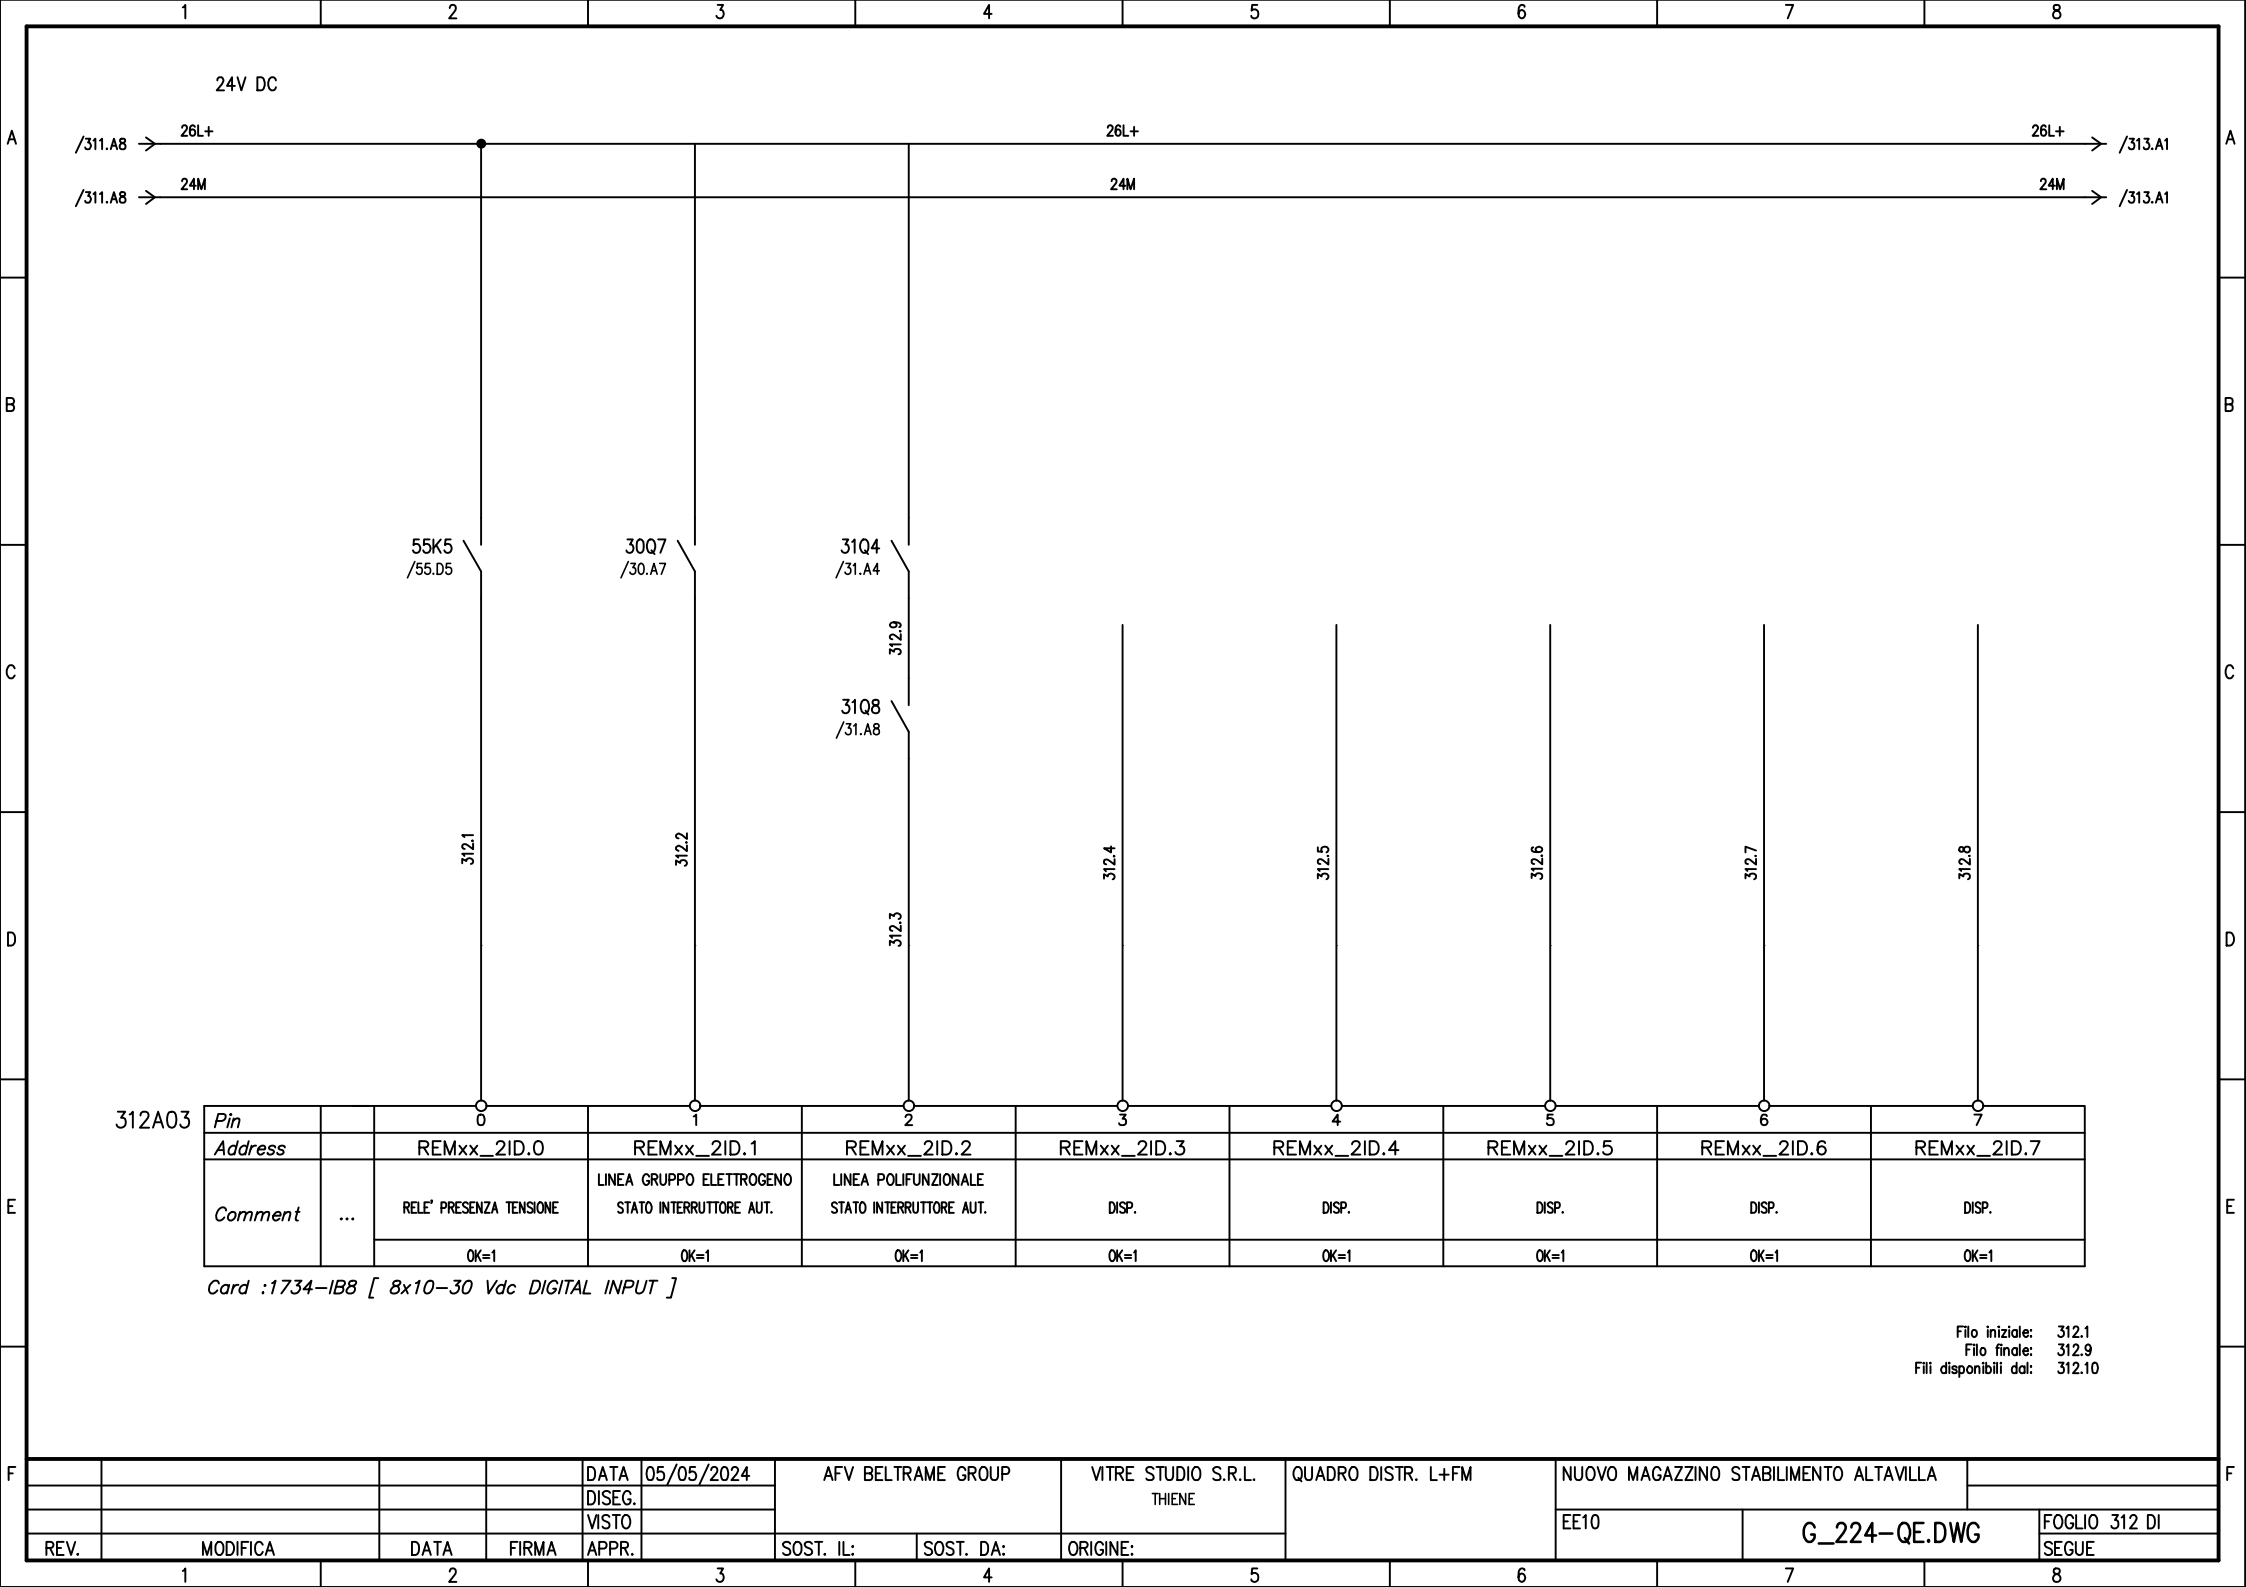 1 2 3 4 5 6 7 8
24V DC
A 26L+ 26L+ 26L+ A
/311.A8 /313.A1
24M 24M 24M
/311.A8 /313.A1
B B
55K5 30Q7 31Q4
/55.D5 /30.A7 /31.A4
312.9
C C
31Q8
/31.A8
312.1 312.2 312.4 312.5 312.6 312.7 312.8
312.3
D D
312A03 Pin 0 1 2 3 4 5 6 7
Address REMxx_2ID.0 REMxx_2ID.1 REMxx_2ID.2 REMxx_2ID.3 REMxx_2ID.4 REMxx_2ID.5 REMxx_2ID.6 REMxx_2ID.7
LINEA GRUPPO ELETTROGENO LINEA POLIFUNZIONALE
E Comment ... RELE' PRESENZA TENSIONE STATO INTERRUTTORE AUT. STATO INTERRUTTORE AUT. DISP. DISP. DISP. DISP. DISP. E
OK=1 OK=1 OK=1 OK=1 OK=1 OK=1 OK=1 OK=1
Card :1734-IB8 [ 8x10-30 Vdc DIGITAL INPUT ]
Filo iniziale: 312.1
Filo finale: 312.9
Fili disponibili dal: 312.10
F DATA 05/05/2024 AFV BELTRAME GROUP VITRE STUDIO S.R.L. QUADRO DISTR. L+FM NUOVO MAGAZZINO STABILIMENTO ALTAVILLA F
DISEG. THIENE
VISTO EE10 G_224-QE.DWG FOGLIO 312 DI
REV. MODIFICA DATA FIRMA APPR. SOST. IL: SOST. DA: ORIGINE: SEGUE
1 2 3 4 5 6 7 8